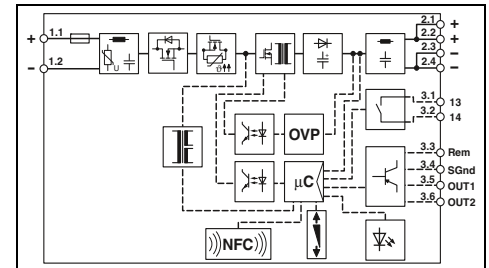 + 1.1
− 1.2
U
ϑ
2.1 +
2.2 +
2.3 −
2.4 −
OVP
3.1 13
3.2 14
µC
3.3 Rem
3.4 SGnd
3.5 OUT1
3.6 OUT2
NFC